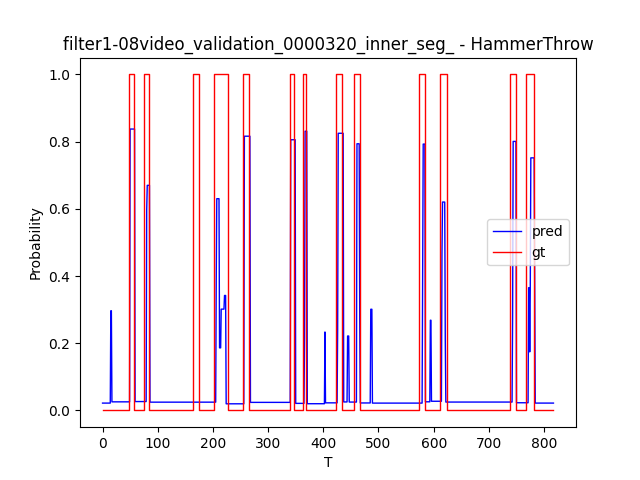 filter1-08video_validation_0000320_inner_seg_ - HammerThrow
1.0
0.8
0.6
0.4
0.2
0.0
Probability
pred
gt
0 100 200 300 400 500 600 700 800
T